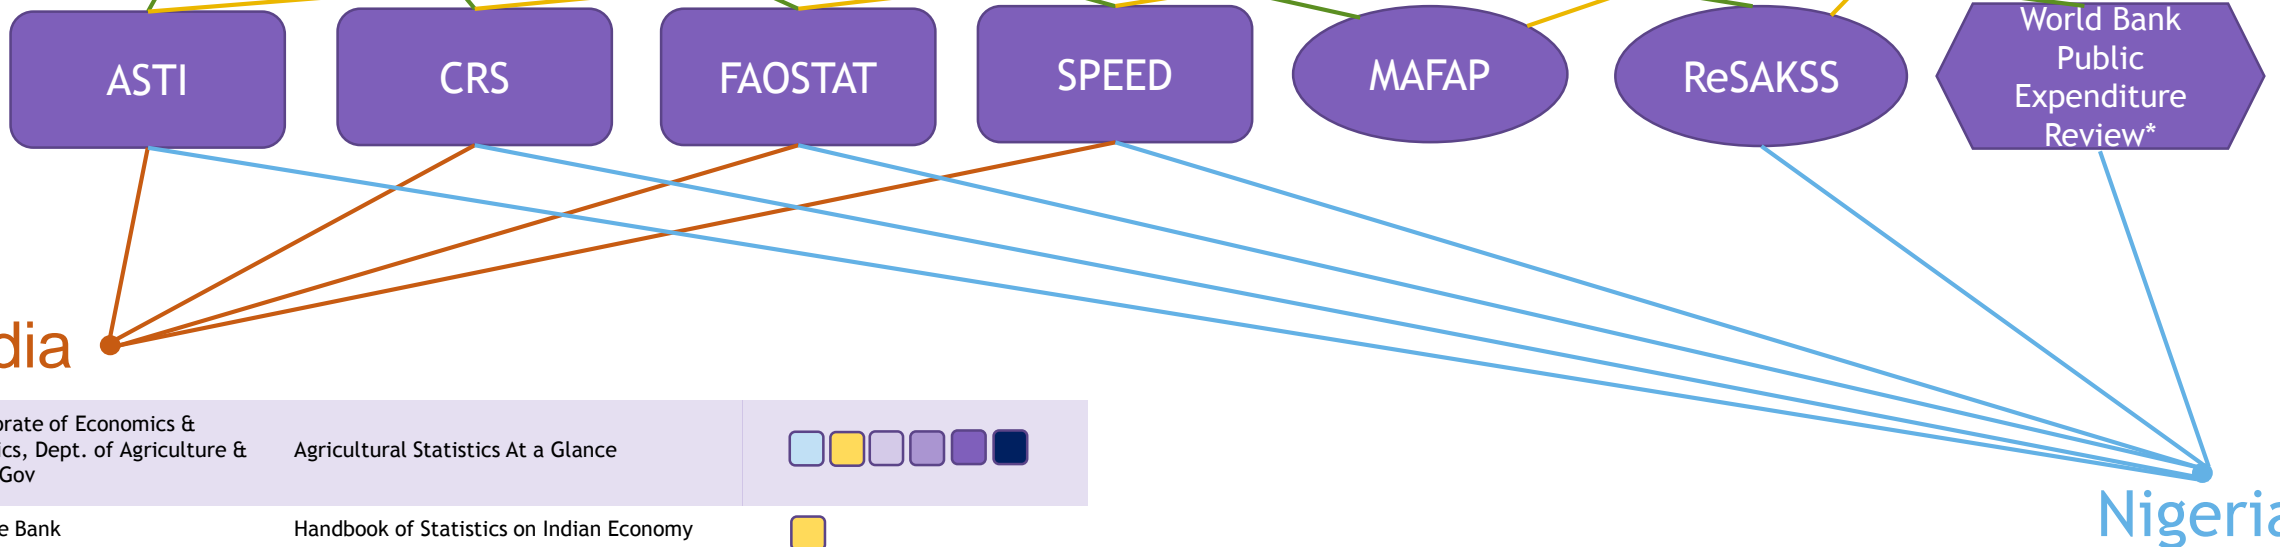 ASTI
CRS
FAOSTAT
SPEED
MAFAP
ReSAKSS
World Bank
Public
Expenditure
Review*
dia
orate of Economics &
ics, Dept. of Agriculture &
Gov
Agricultural Statistics At a Glance
e Bank
Handbook of Statistics on Indian Economy
Nigeria